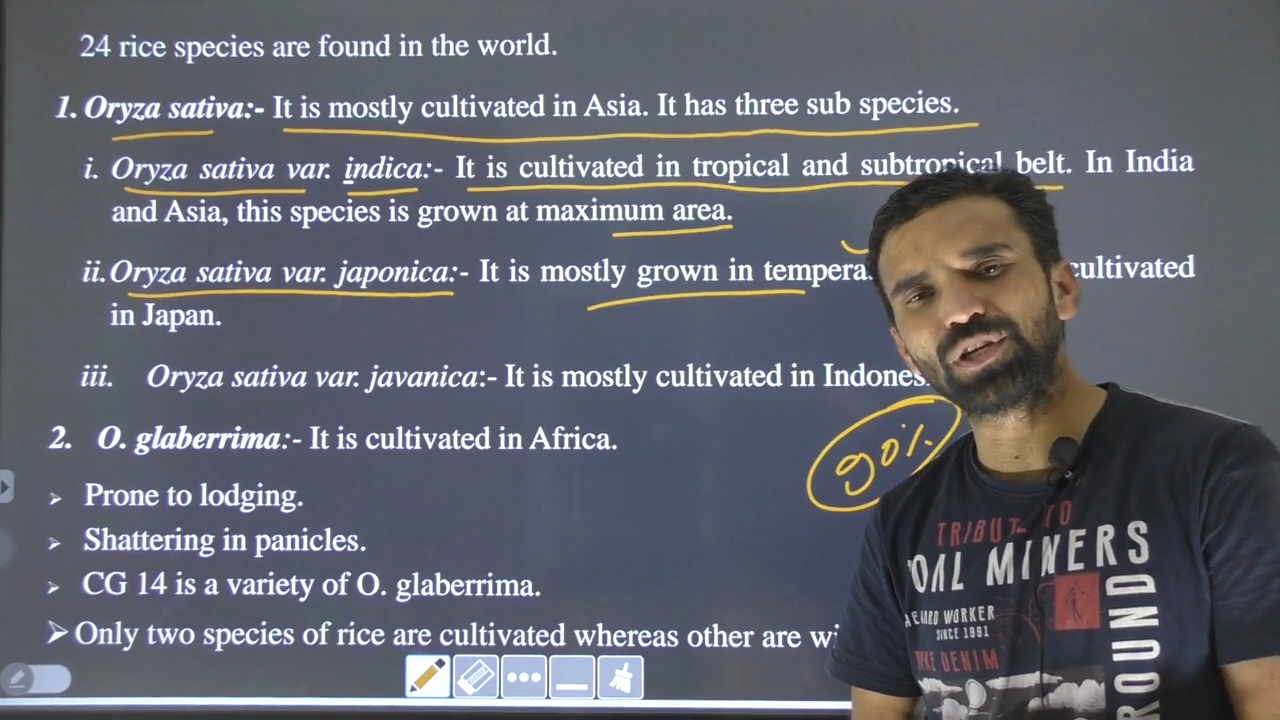 24 rice species are found in the world.
1. Oryza sativa:- It is mostly cultivated in Asia. It has three sub species.
i. Oryza sativa var. indica:- It is cultivated in tropical and subtropical belt. In India
and Asia, this species is grown at maximum area.
ii. Oryza sativa var. japonica:- It is mostly grown in cultivated
in Japan.
iii. Oryza sativa var. javanica:- It is mostly cultivated in
2. O. glaberrima:- It is cultivated in Africa.
90%
➢ Prone to lodging.
➢ Shattering in panicles.
➢ CG 14 is a variety of O. glaberrima.
➢ Only two species of rice are cultivated whereas other are
TRIBUTE TO
MINERS
WORKER
SINCE 1991
DENIM
ROUND